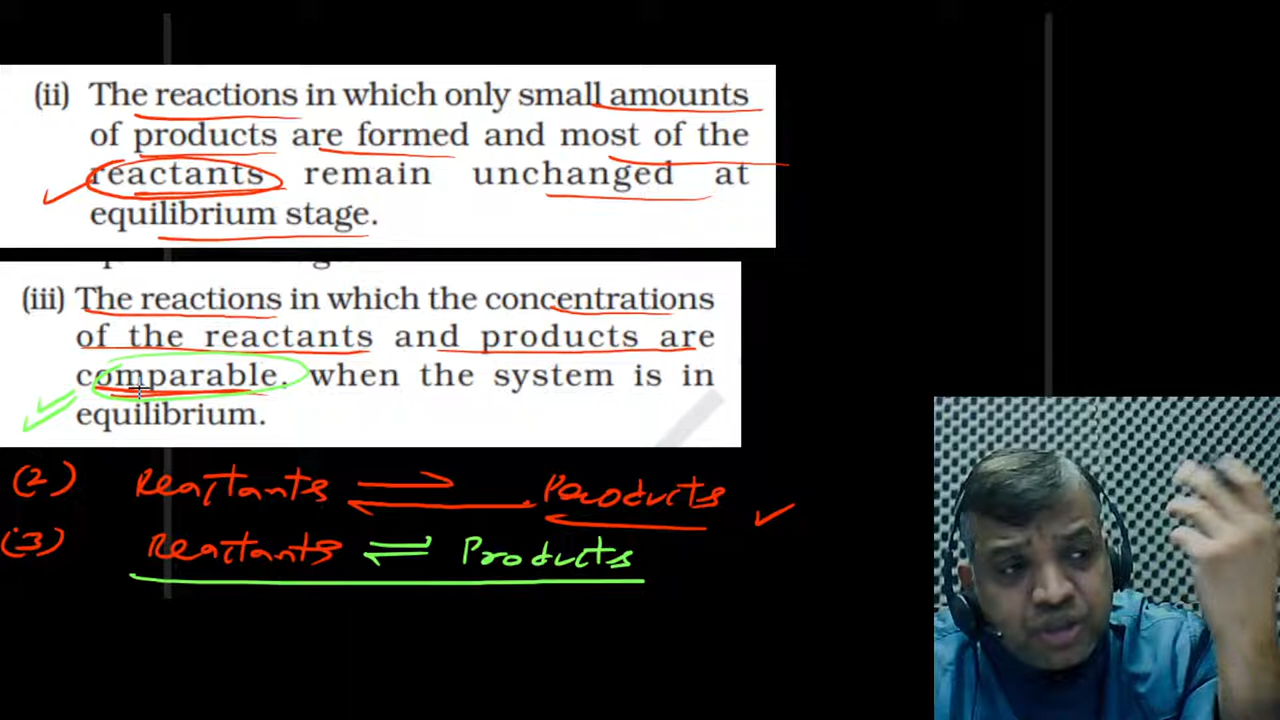 (ii) The reactions in which only small amounts
of products are formed and most of the
reactants remain unchanged at
equilibrium stage.
(iii) The reactions in which the concentrations
of the reactants and products are
comparable, when the system is in
equilibrium.
(2) Reactants ⇌ Products
(3) Reactants ⇌ Products